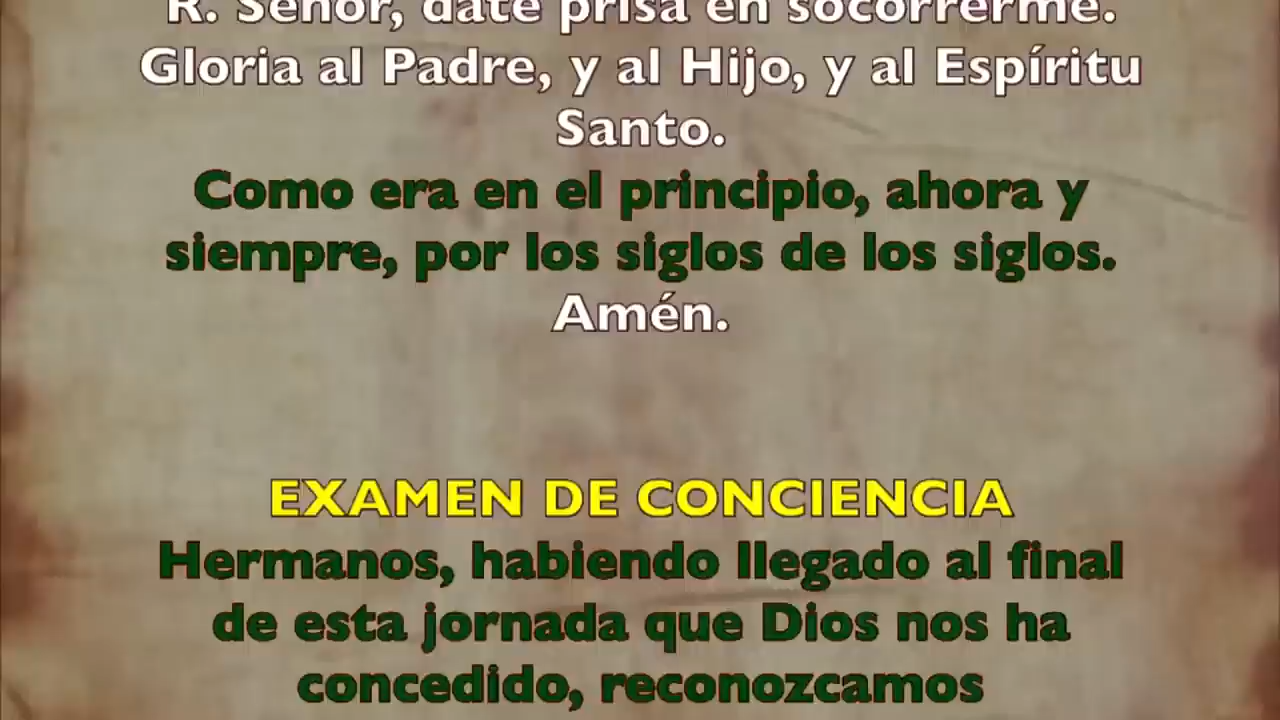 R. Señor, date prisa en socorrerme.
Gloria al Padre, y al Hijo, y al Espíritu
Santo.
Como era en el principio, ahora y
siempre, por los siglos de los siglos.
Amén.
EXAMEN DE CONCIENCIA
Hermanos, habiendo llegado al final
de esta jornada que Dios nos ha
concedido, reconozcamos